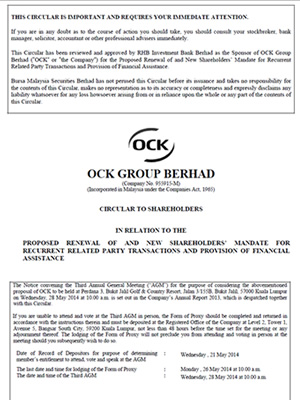 THIS CIRCULAR IS IMPORTANT AND REQUIRES YOUR IMMEDIATE ATTENTION.
If you are in any doubt as to the course of action you should take, you should consult your stockbroker, bank
manager, solicitor, accountant or other professional advisers immediately.
This Circular has been reviewed and approved by RHB Investment Bank Berhad as the Sponsor of OCK Group
Berhad ("OCK" or "the Company") for the Proposed Renewal of and New Shareholders' Mandate for Recurrent
Related Party Transactions and Provision of Financial Assistance.
Bursa Malaysia Securities Berhad has not perused this Circular before its issuance and takes no responsibility for
the contents of this Circular, makes no representation as to its accuracy or completeness and expressly disclaims any
liability whatsoever for any loss howsoever arising from or in reliance upon the whole or any part of the contents of
this Circular.
OCK
OCK GROUP BERHAD
(Company No. 955915-M)
(Incorporated in Malaysia under the Companies Act, 1965)
CIRCULAR TO SHAREHOLDERS
IN RELATION TO THE
PROPOSED RENEWAL OF AND NEW SHAREHOLDERS' MANDATE FOR
RECURRENT RELATED PARTY TRANSACTIONS AND PROVISION OF FINANCIAL
ASSISTANCE
The Notice convening the Third Annual General Meeting ("AGM") for the purpose of considering the abovementioned
proposal of OCK to be held at Perdana 3, Bukit Jalil Golf & Country Resort, Jalan 3/155B, Bukit Jalil, 57000 Kuala Lumpur
on Wednesday, 28 May 2014 at 10.00 a.m. is set out in the Company's Annual Report 2013, which is despatched together
with this Circular.
If you are unable to attend and vote at the Third AGM in person, the Form of Proxy should be completed and returned in
accordance with the instructions therein and must be deposited at the Registered Office of the Company at Level 2, Tower 1,
Avenue 5, Bangsar South City, 59200 Kuala Lumpur, not less than 48 hours before the time set for the meeting or any
adjournment thereof. The Form of Proxy will not preclude you from attending and voting in person at the
meeting should you subsequently wish to do so.
Date of Record of Depositors for purpose of determining : Wednesday, 21 May 2014
member's entitlement to attend, vote and speak at the AGM
The last date and time for lodging of the Form of Proxy : Monday, 26 May 2014 at 10.00 a.m.
The date and time of the Third AGM : Wednesday, 28 May 2014 at 10.00 a.m.